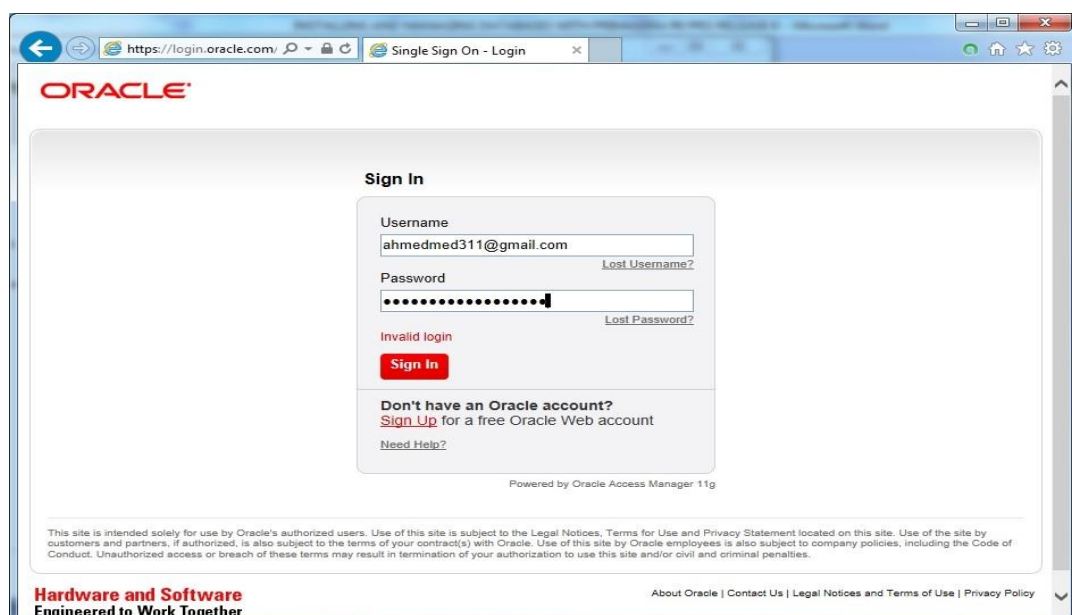 https://login.oracle.com/
Single Sign On - Login
ORACLE
Sign In
Username
ahmedmed311@gmail.com
Lost Username?
Password
Lost Password?
Invalid login
Sign In
Don't have an Oracle account?
Sign Up for a free Oracle Web account
Need Help?
Powered by Oracle Access Manager 11g
This site is intended solely for use by Oracle's authorized users. Use of this site is subject to the Legal Notices, Terms for Use and Privacy Statement located on this site. Use of the site by
customers and partners, if authorized, is also subject to the terms of your contract(s) with Oracle. Use of this site by Oracle employees is also subject to company policies, including the Code of
Conduct. Unauthorized access or breach of these terms may result in termination of your authorization to use this site and/or civil and criminal penalties.
Hardware and Software
About Oracle | Contact Us | Legal Notices and Terms of Use | Privacy Policy
Engineered to Work Together